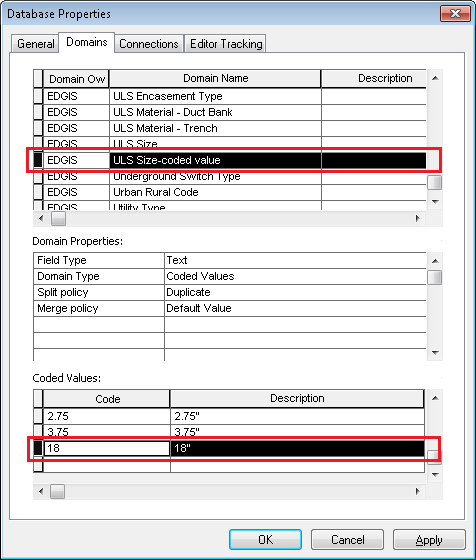 Database Properties
General Domains Connections Editor Tracking
Domain Ow Domain Name Description
EDGIS ULS Encasement Type
EDGIS ULS Material - Duct Bank
EDGIS ULS Material - Trench
EDGIS ULS Size
EDGIS ULS Size-coded value
EDGIS Underground Switch Type
EDGIS Urban Rural Code
EDGIS Utility Type
Domain Properties:
Field Type Text
Domain Type Coded Values
Split policy Duplicate
Merge policy Default Value
Coded Values:
Code Description
2.75 2.75"
3.75 3.75"
18 18"
OK Cancel Apply